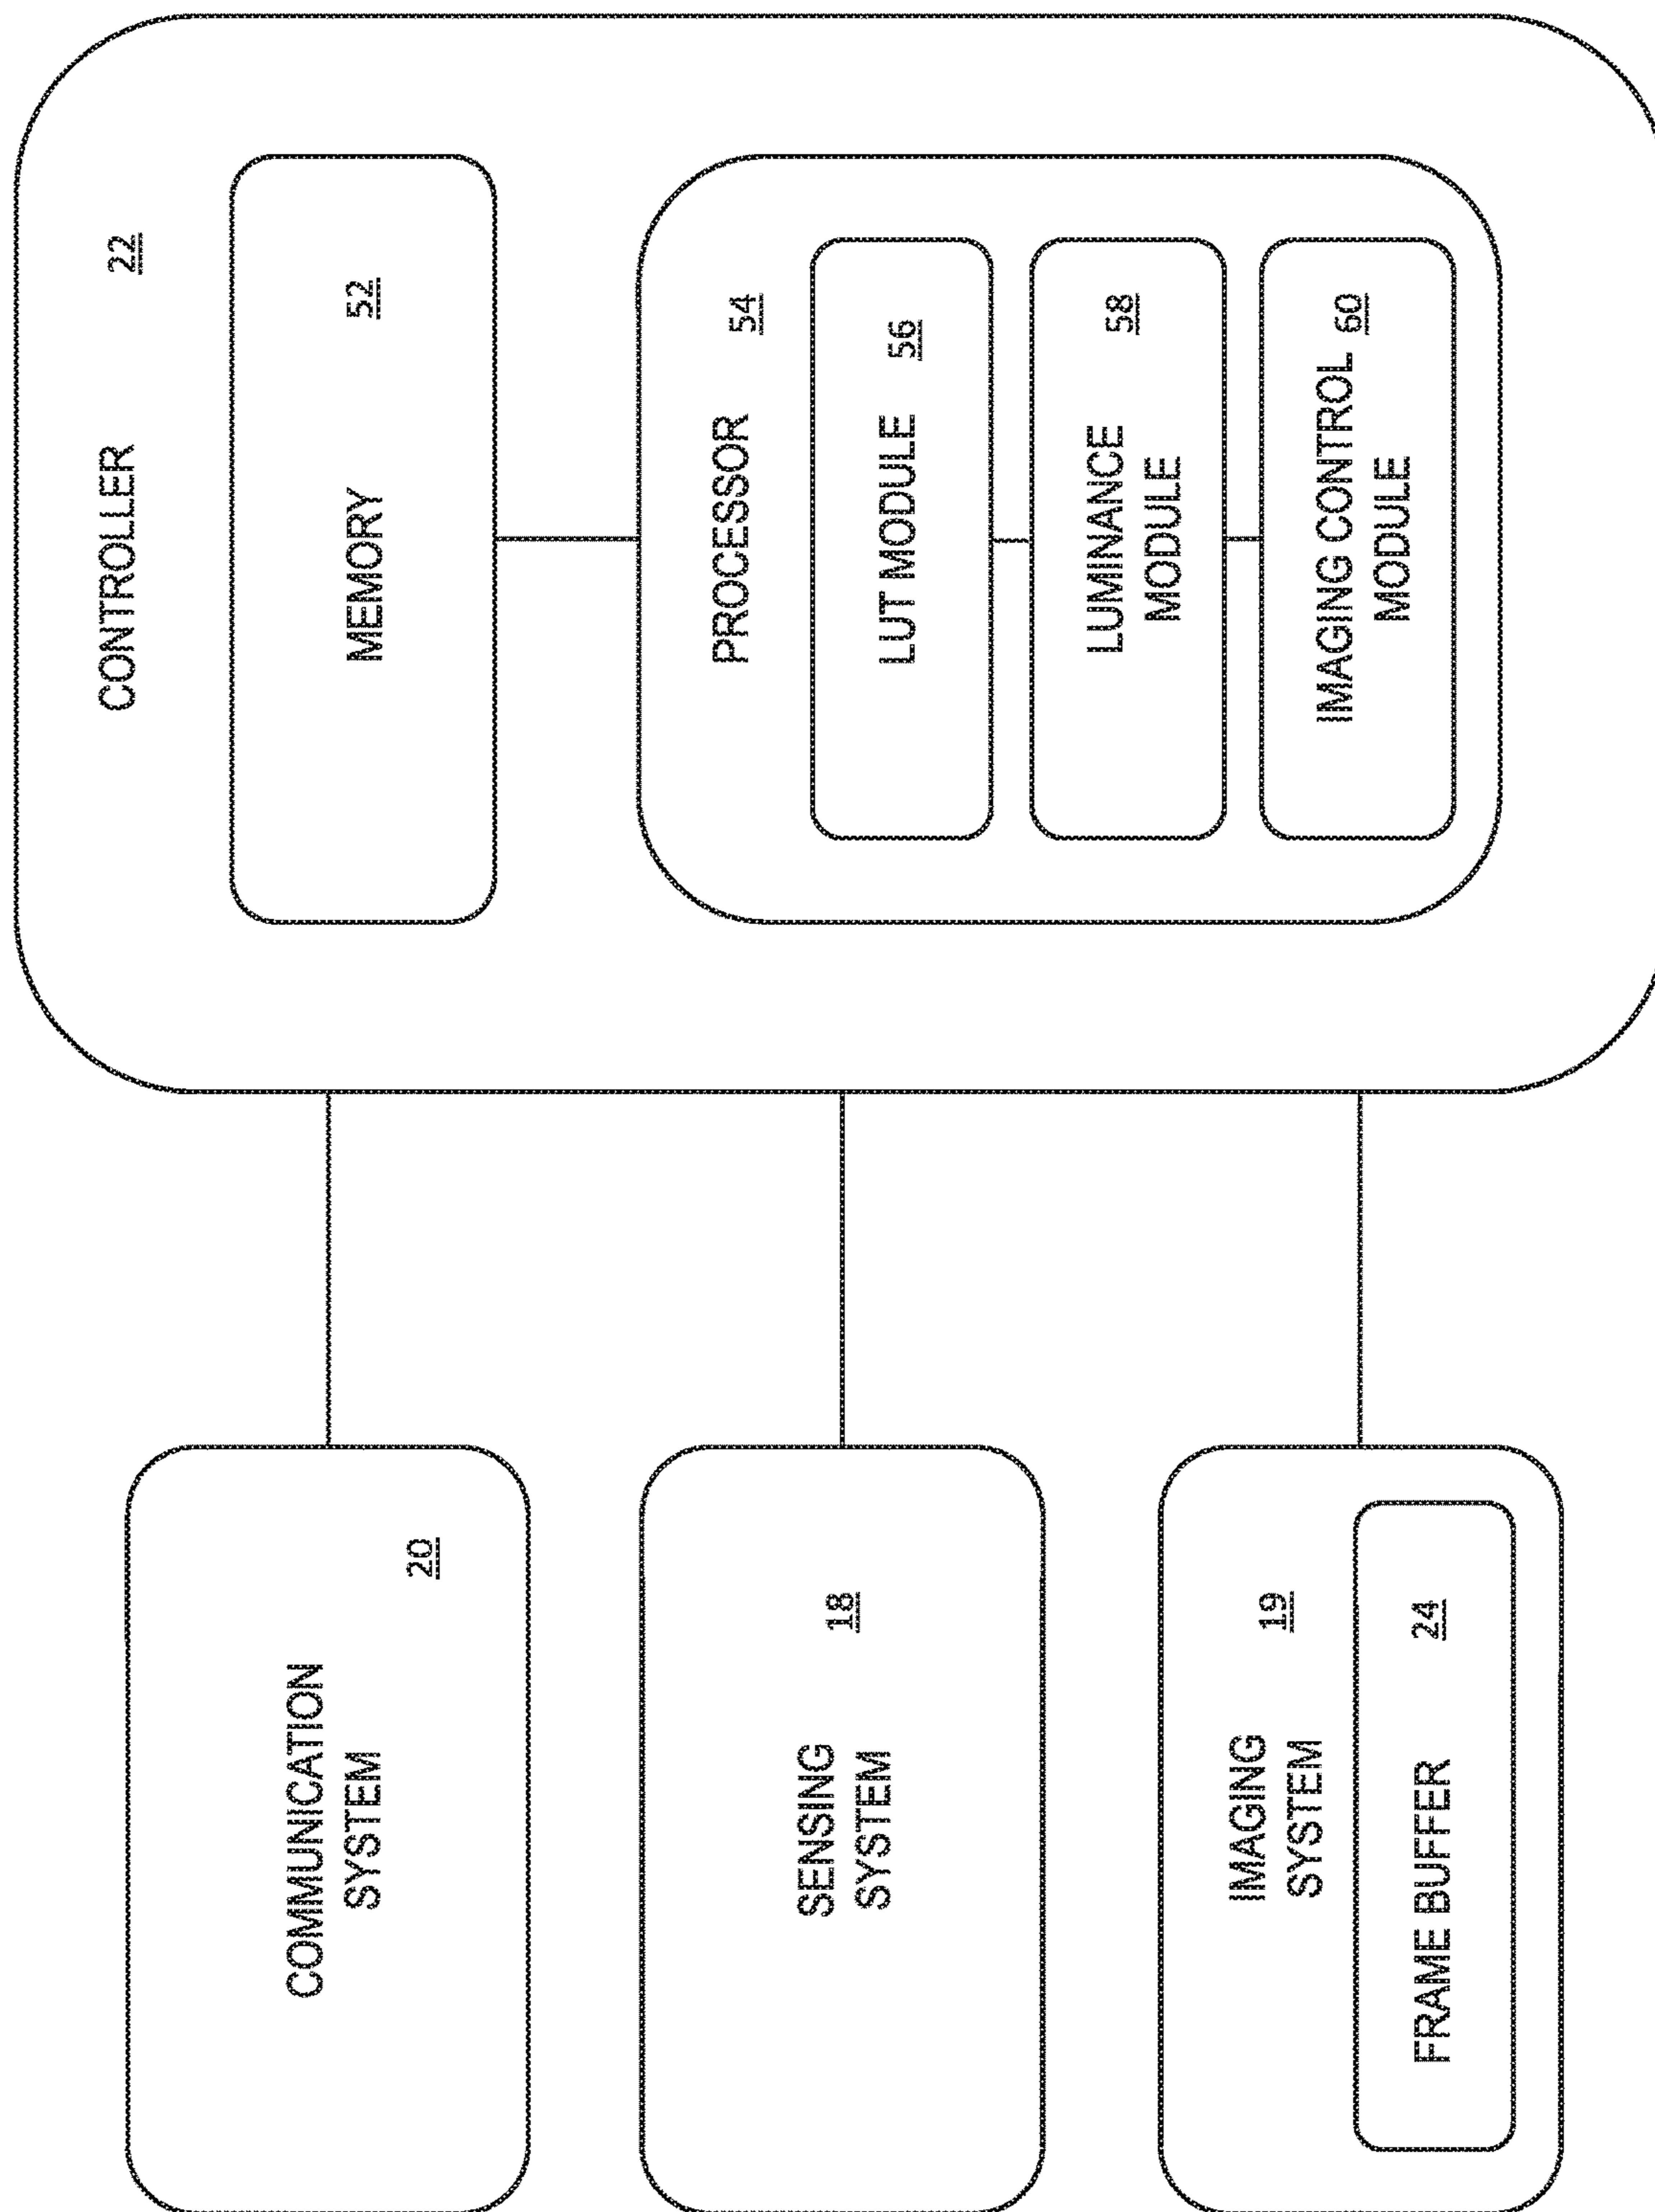 COMMUNICATION
SYSTEM
20
SENSING
SYSTEM
18
IMAGING
SYSTEM
19
FRAME BUFFER 24
CONTROLLER 22
MEMORY 52
PROCESSOR 54
LUT MODULE 56
LUMINANCE 58
MODULE
IMAGING CONTROL 60
MODULE